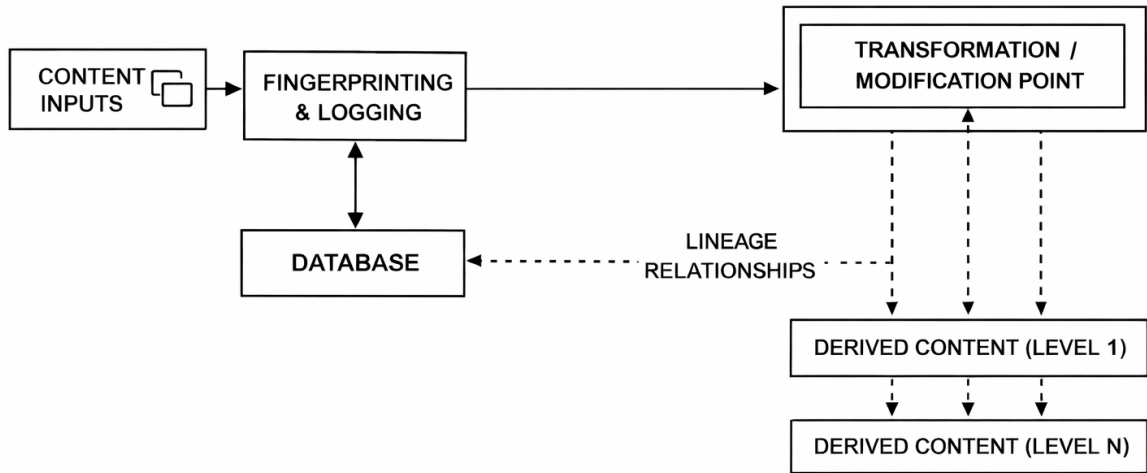 CONTENT
INPUTS
FINGERPRINTING
& LOGGING
TRANSFORMATION /
MODIFICATION POINT
DATABASE
LINEAGE
RELATIONSHIPS
DERIVED CONTENT (LEVEL 1)
DERIVED CONTENT (LEVEL N)